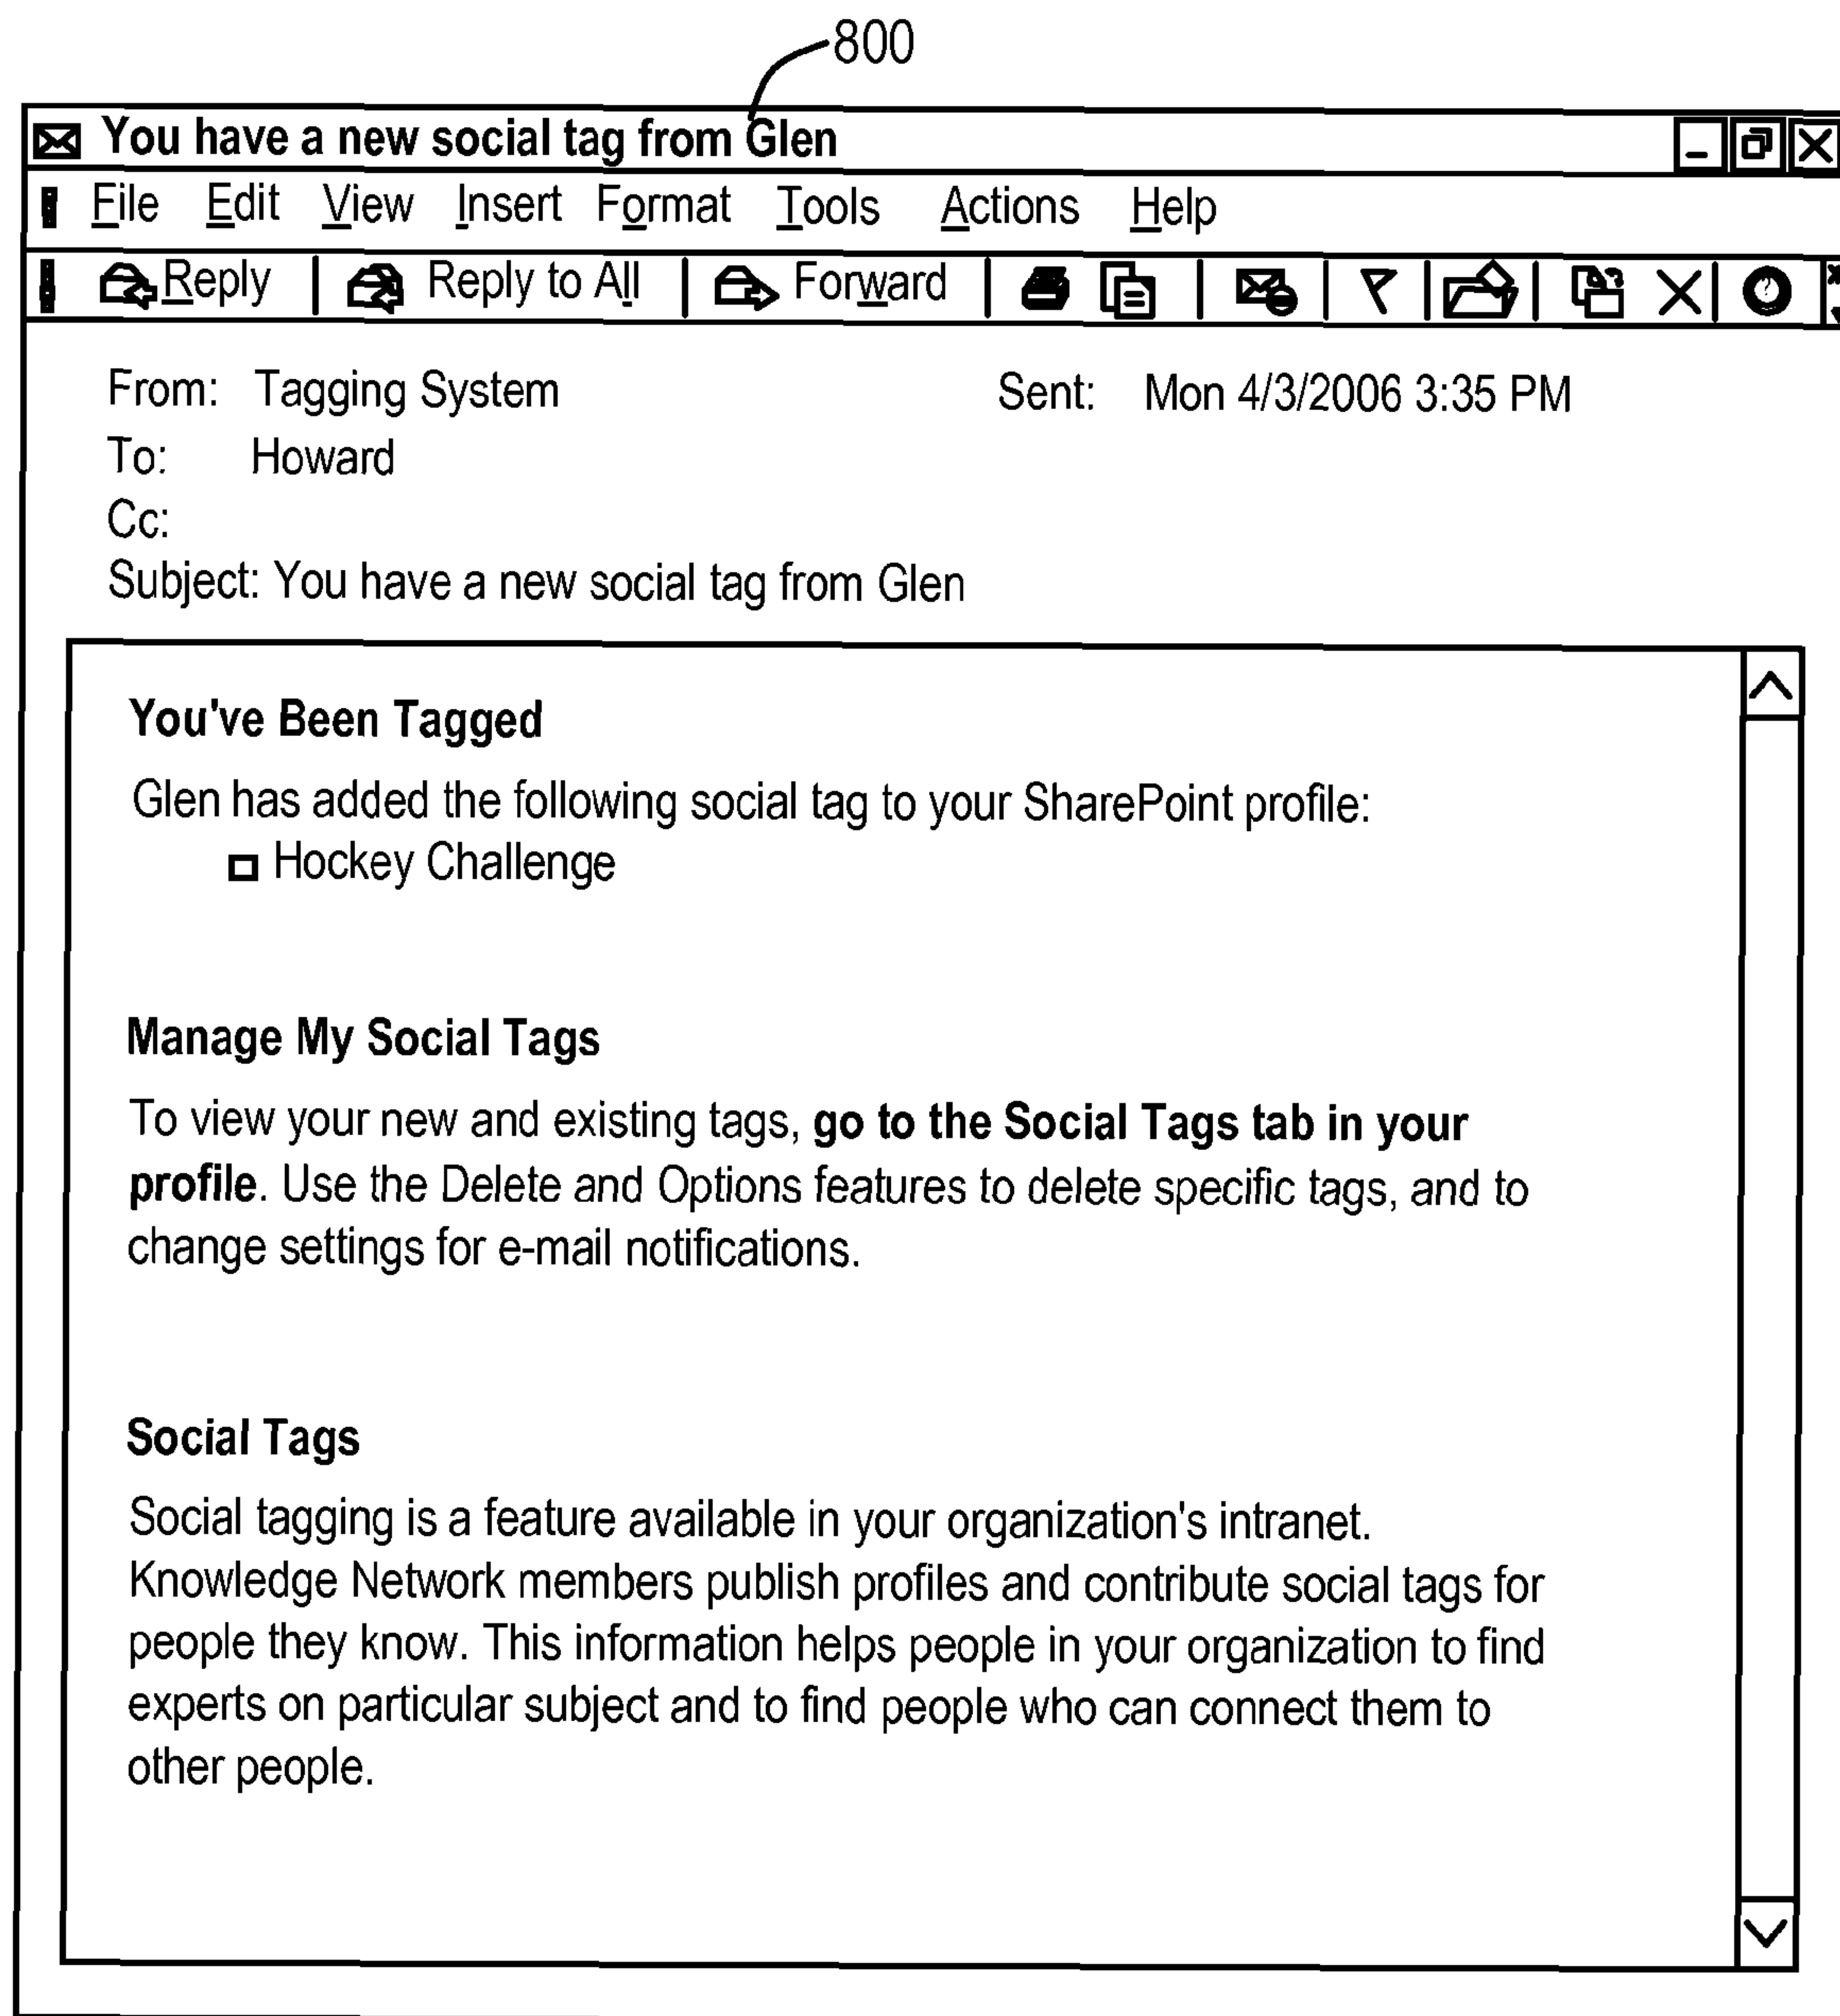 800
You have a new social tag from Glen
File Edit View Insert Format Tools Actions Help
Reply Reply to All Forward
From: Tagging System Sent: Mon 4/3/2006 3:35 PM
To: Howard
Cc:
Subject: You have a new social tag from Glen
You've Been Tagged
Glen has added the following social tag to your SharePoint profile:
Hockey Challenge
Manage My Social Tags
To view your new and existing tags, go to the Social Tags tab in your
profile. Use the Delete and Options features to delete specific tags, and to
change settings for e-mail notifications.
Social Tags
Social tagging is a feature available in your organization's intranet.
Knowledge Network members publish profiles and contribute social tags for
people they know. This information helps people in your organization to find
experts on particular subject and to find people who can connect them to
other people.